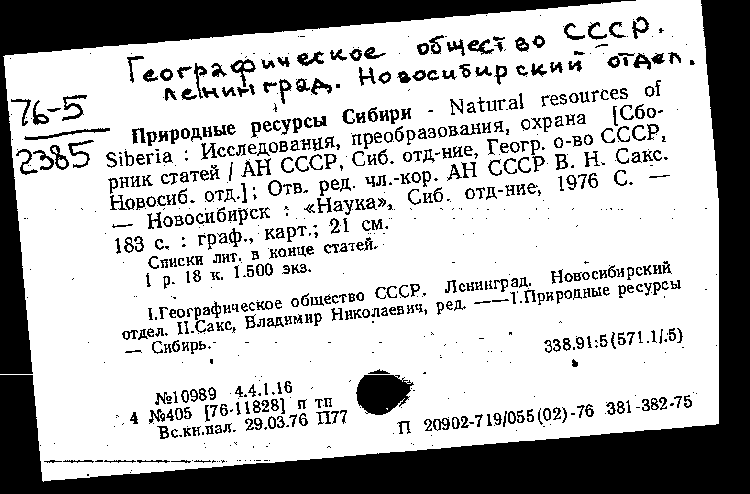 Географическое общество СССР.
Ленинград. Новосибирский отдел.
76-5
2385
Природные ресурсы Сибири - Natural resources of
Siberia : Исследования, преобразования, охрана [Сбо-
рник статей / АН СССР, Сиб. отд-ние, Геогр. о-во СССР,
Новосиб. отд.]; Отв. ред. чл.-кор. АН СССР В. Н. Сакс.
— Новосибирск : «Наука», Сиб. отд-ние, 1976 С. —
183 с. : граф., карт.; 21 см.
Списки лит. в конце статей.
1 р. 18 к. 1.500 экз.
I.Географическое общество СССР. Ленинград. Новосибирский
отдел. II.Сакс, Владимир Николаевич, ред. ——1.Природные ресурсы
— Сибирь.
338.91:5(571.1/.5)
№10989 4.4.1.16
4 №405 [76-11828] п тп
Вс.кн.пал. 29.03.76 П77
П 20902-719/055(02)-76 381-382-75